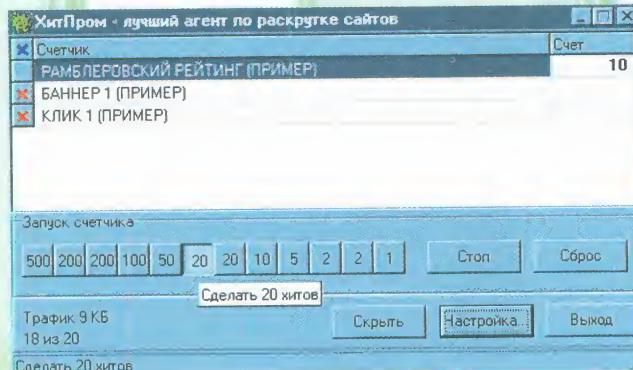 ХитПром - лучший агент по раскрутке сайтов
Счетчик Счет
РАМБЛЕРОВСКИЙ РЕЙТИНГ (ПРИМЕР) 10
БАННЕР 1 (ПРИМЕР)
КЛИК 1 (ПРИМЕР)
Запуск счетчика
500 200 200 100 50 20 20 10 5 2 2 1 Стоп Сброс
Сделать 20 хитов
Трафик 9 КБ Скрыть Настройка... Выход
18 из 20
Сделать 20 хитов